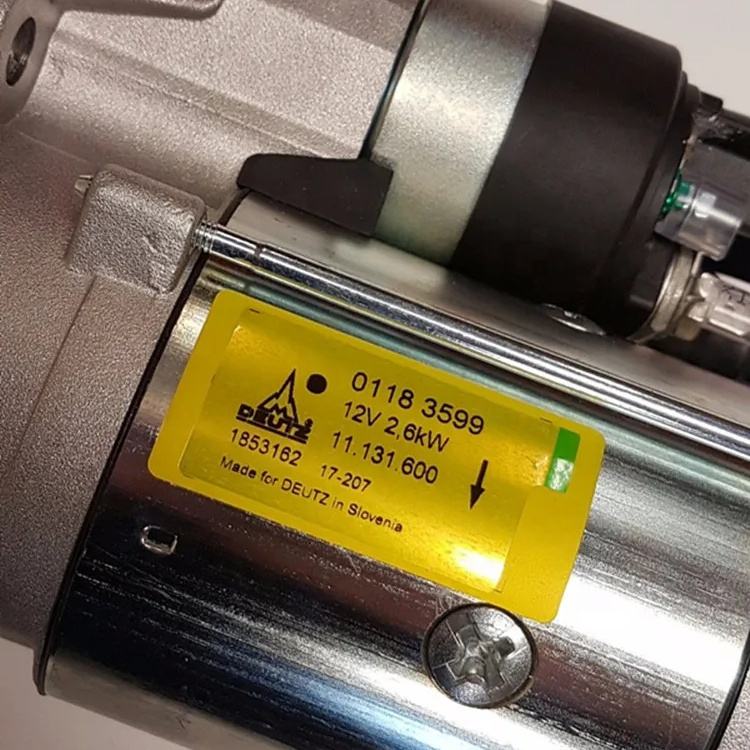 DEUTZ
0118 3599
12V 2,6kW
11.131.600
1853162 17-207
Made for DEUTZ in Slovenia